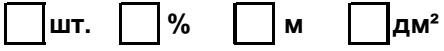 шт. % м дм²